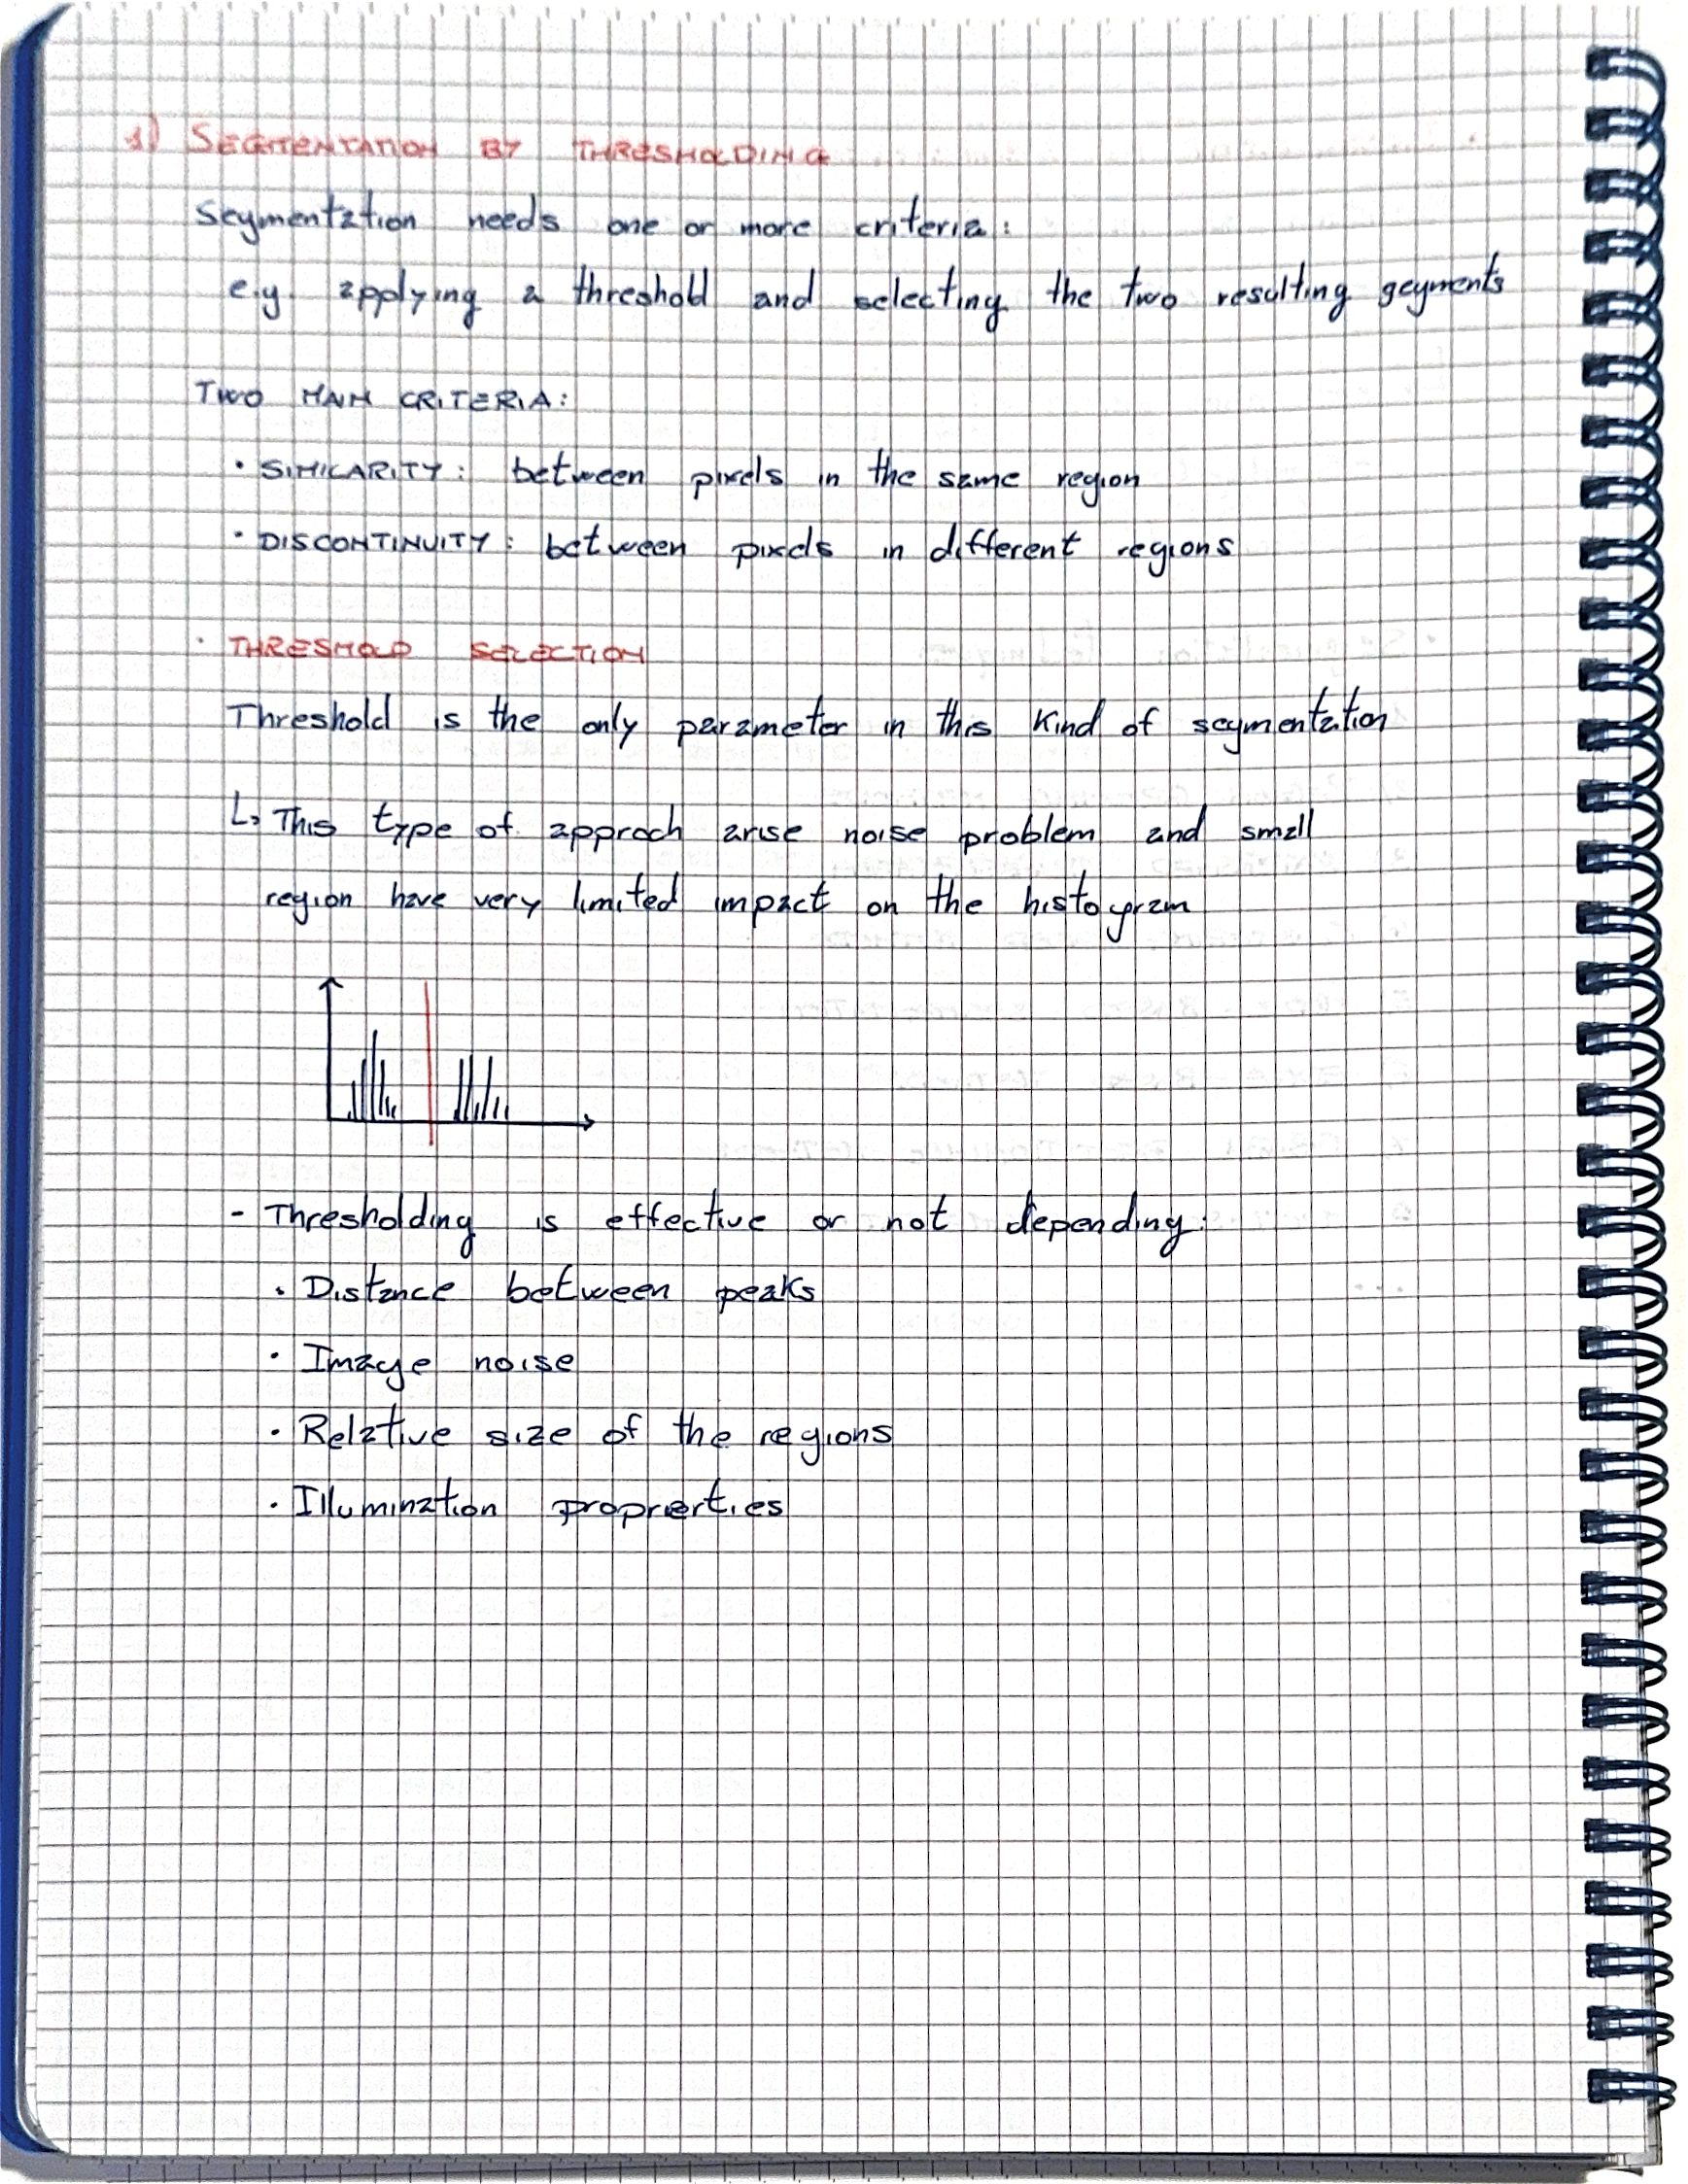 1) SEGMENTATION BY THRESHOLDING
Segmentation needs one or more criteria:
e.g. applying a threshold and selecting the two resulting segments
TWO MAIN CRITERIA:
• SIMILARITY: between pixels in the same region
• DISCONTINUITY: between pixels in different regions
• THRESHOLD SELECTION
Threshold is the only parameter in this kind of segmentation
↳ This type of approch arise noise problem and small
region have very limited impact on the histogram
- Thresholding is effective or not depending:
• Distance between peaks
• Image noise
• Relative size of the regions
• Illumination proprerties